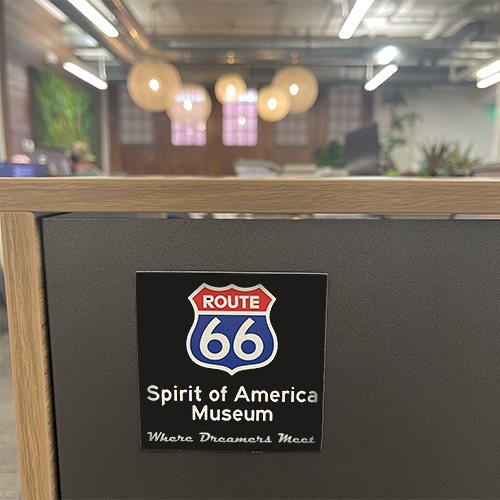 ROUTE
66
Spirit of America
Museum
Where Dreamers Meet